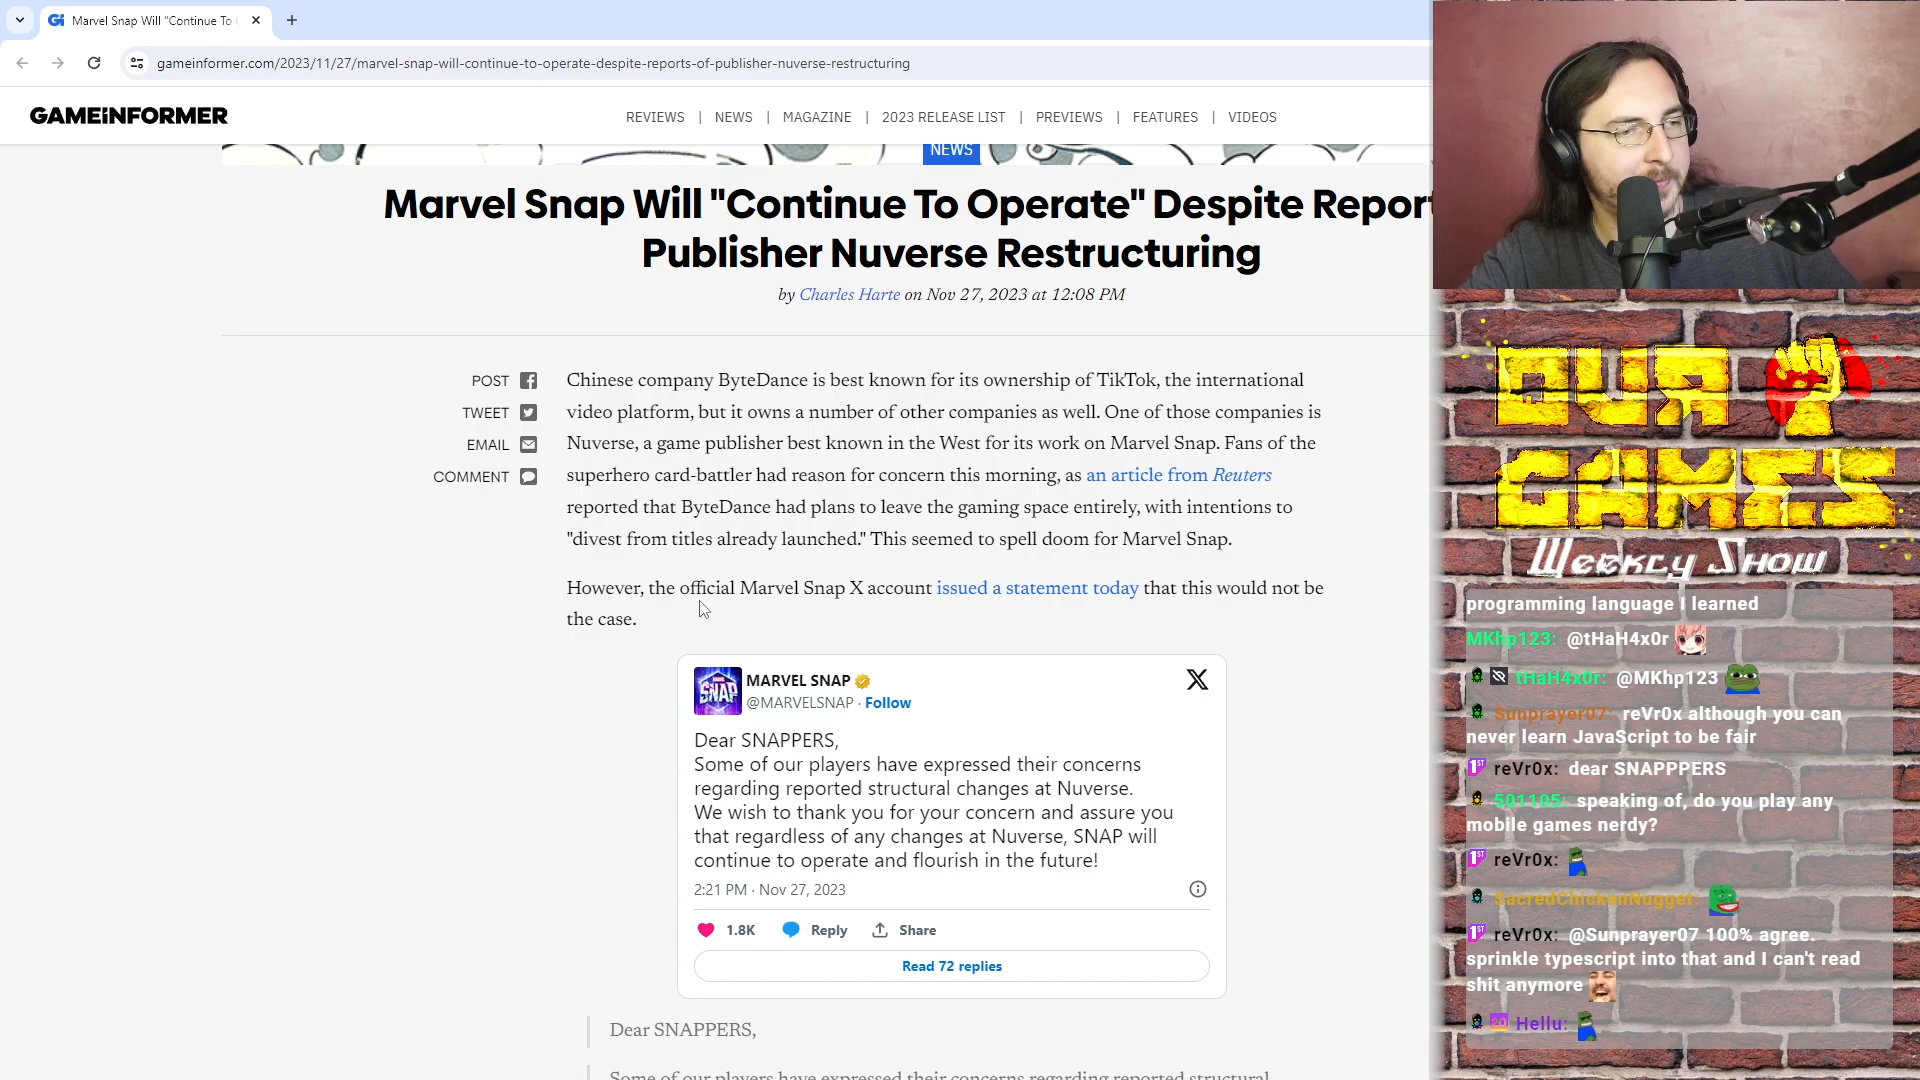 Marvel Snap Will "Continue To O
gameinformer.com/2023/11/27/marvel-snap-will-continue-to-operate-despite-reports-of-publisher-nuverse-restructuring
GAMEINFORMER
REVIEWS | NEWS | MAGAZINE | 2023 RELEASE LIST | PREVIEWS | FEATURES | VIDEOS
NEWS
Marvel Snap Will "Continue To Operate" Despite Report
Publisher Nuverse Restructuring
by Charles Harte on Nov 27, 2023 at 12:08 PM
POST
TWEET
EMAIL
COMMENT
Chinese company ByteDance is best known for its ownership of TikTok, the international
video platform, but it owns a number of other companies as well. One of those companies is
Nuverse, a game publisher best known in the West for its work on Marvel Snap. Fans of the
superhero card-battler had reason for concern this morning, as an article from Reuters
reported that ByteDance had plans to leave the gaming space entirely, with intentions to
"divest from titles already launched." This seemed to spell doom for Marvel Snap.
However, the official Marvel Snap X account issued a statement today that this would not be
the case.
SNAP
MARVEL SNAP
@MARVELSNAP · Follow
Dear SNAPPERS,
Some of our players have expressed their concerns
regarding reported structural changes at Nuverse.
We wish to thank you for your concern and assure you
that regardless of any changes at Nuverse, SNAP will
continue to operate and flourish in the future!
2:21 PM · Nov 27, 2023
1.8K Reply Share
Read 72 replies
Dear SNAPPERS,
Some of our players have expressed their concerns regarding reported structural
OUR
GAMES
Weekly Show
programming language I learned
MKhp123: @tHaH4x0r
tHaH4x0r: @MKhp123
Sunprayer07: reVr0x although you can
never learn JavaScript to be fair
1ST reVr0x: dear SNAPPPERS
501105: speaking of, do you play any
mobile games nerdy?
1ST reVr0x:
SacredChickenNugget:
1ST reVr0x: @Sunprayer07 100% agree.
sprinkle typescript into that and I can't read
shit anymore
Hellu: